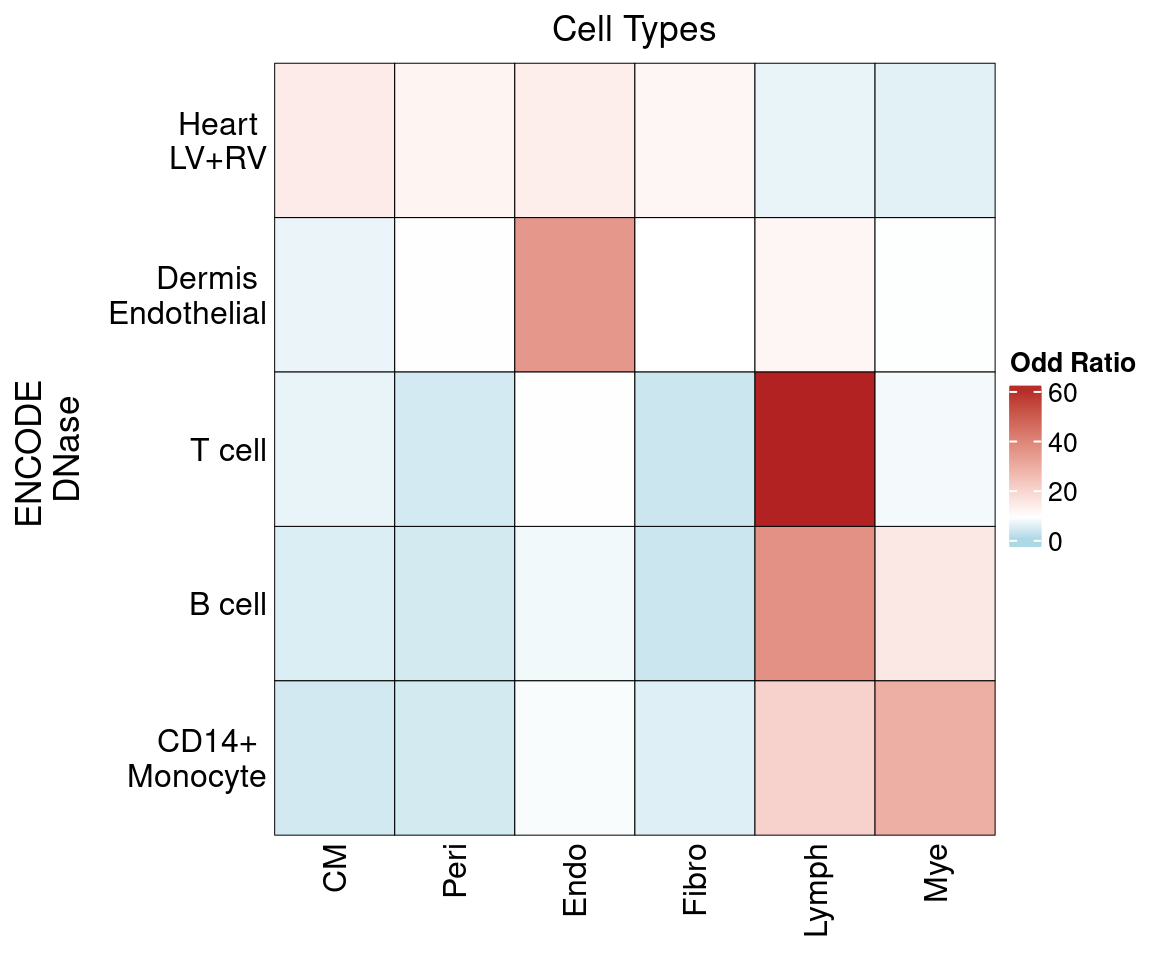 Cell Types
Heart
LV+RV
Dermis
Endothelial
T cell
B cell
CD14+
Monocyte
ENCODE
DNase
CM
Peri
Endo
Fibro
Lymph
Mye
Odd Ratio
60
40
20
0